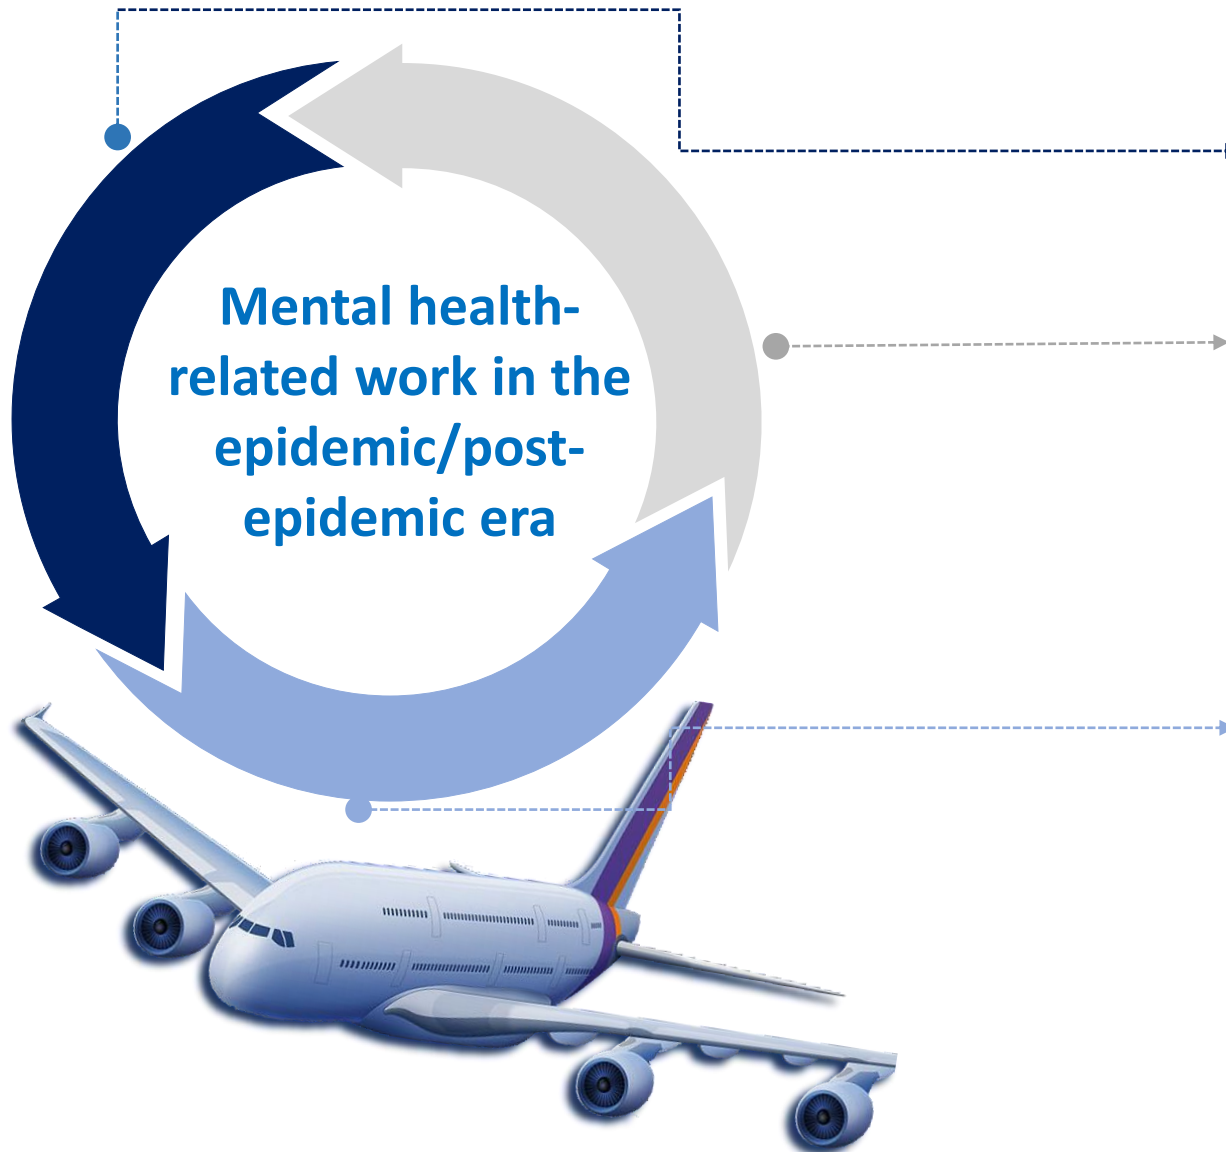 Mental health-
related work in the
epidemic/post-
epidemic era